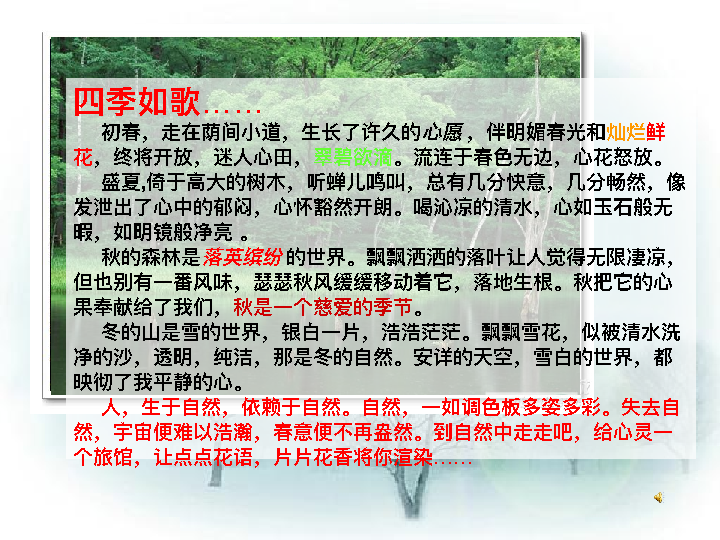 四季如歌……
初春，走在荫间小道，生长了许久的心愿，伴明媚春光和灿烂鲜
花，终将开放，迷人心田，翠碧欲滴。流连于春色无边，心花怒放。
盛夏,倚于高大的树木，听蝉儿鸣叫，总有几分快意，几分畅然，像
发泄出了心中的郁闷，心怀豁然开朗。喝沁凉的清水，心如玉石般无
暇，如明镜般净亮 。
秋的森林是落英缤纷的世界。飘飘洒洒的落叶让人觉得无限凄凉，
但也别有一番风味，瑟瑟秋风缓缓移动着它，落地生根。秋把它的心
果奉献给了我们，秋是一个慈爱的季节。
冬的山是雪的世界，银白一片，浩浩茫茫。飘飘雪花，似被清水洗
净的沙，透明，纯洁，那是冬的自然。安详的天空，雪白的世界，都
映彻了我平静的心。
人，生于自然，依赖于自然。自然，一如调色板多姿多彩。失去自
然，宇宙便难以浩瀚，春意便不再盎然。到自然中走走吧，给心灵一
个旅馆，让点点花语，片片花香将你渲染……